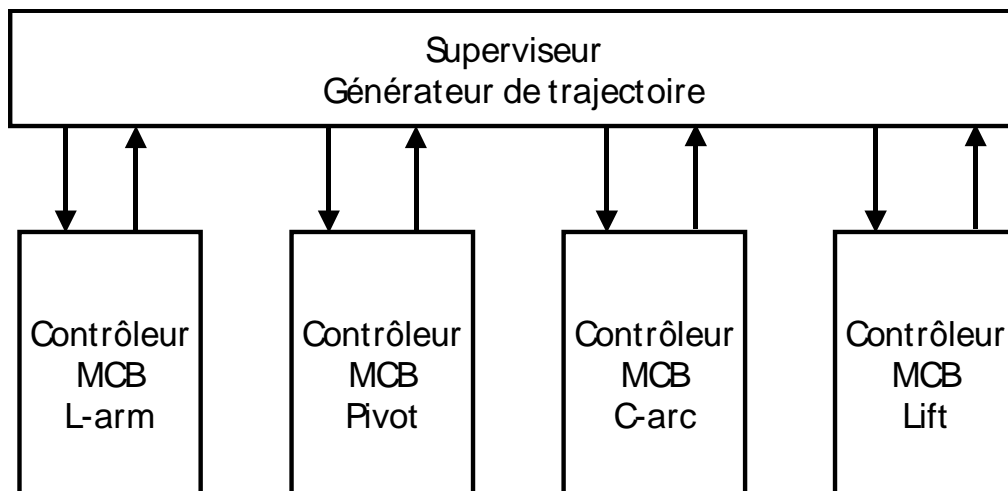 Superviseur
Générateur de trajectoire
Contrôleur
MCB
L-arm
Contrôleur
MCB
Pivot
Contrôleur
MCB
C-arc
Contrôleur
MCB
Lift